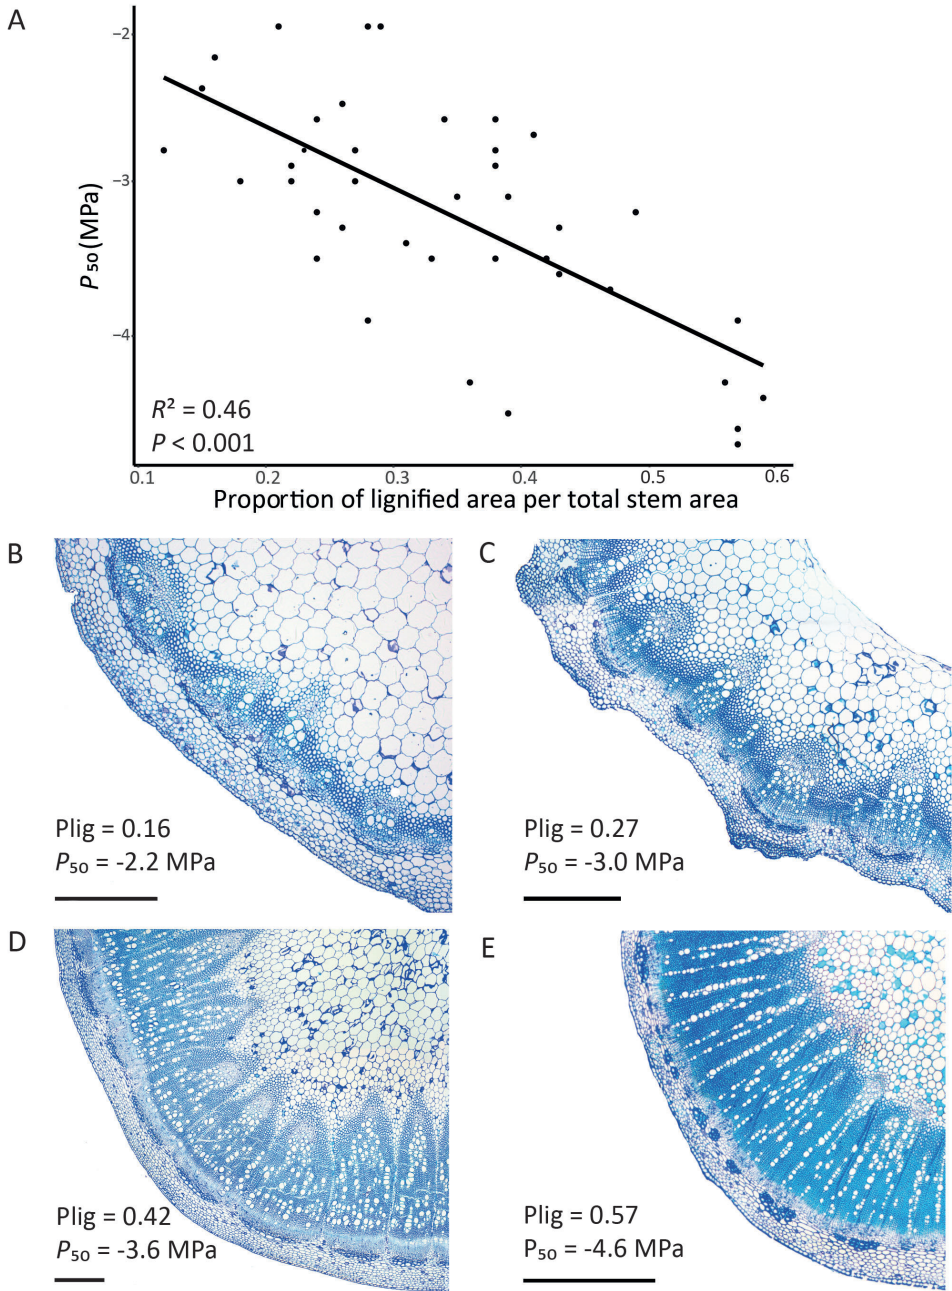 A
−2
−3
−4
P₅₀(MPa)
R² = 0.46
P < 0.001
0.1 0.2 0.3 0.4 0.5 0.6
Proportion of lignified area per total stem area
B
Plig = 0.16
P₅₀ = -2.2 MPa
C
Plig = 0.27
P₅₀ = -3.0 MPa
D
Plig = 0.42
P₅₀ = -3.6 MPa
E
Plig = 0.57
P₅₀ = -4.6 MPa